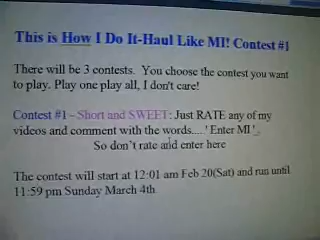 This is How I Do It-Haul Like MI! Contest #1
There will be 3 contests. You choose the contest you want
to play. Play one play all, I don't care!
Contest #1 - Short and SWEET: Just RATE any of my
videos and comment with the words.... ' Enter MI '
So don't rate and enter here
The contest will start at 12:01 am Feb 20(Sat) and run until
11:59 pm Sunday March 4th